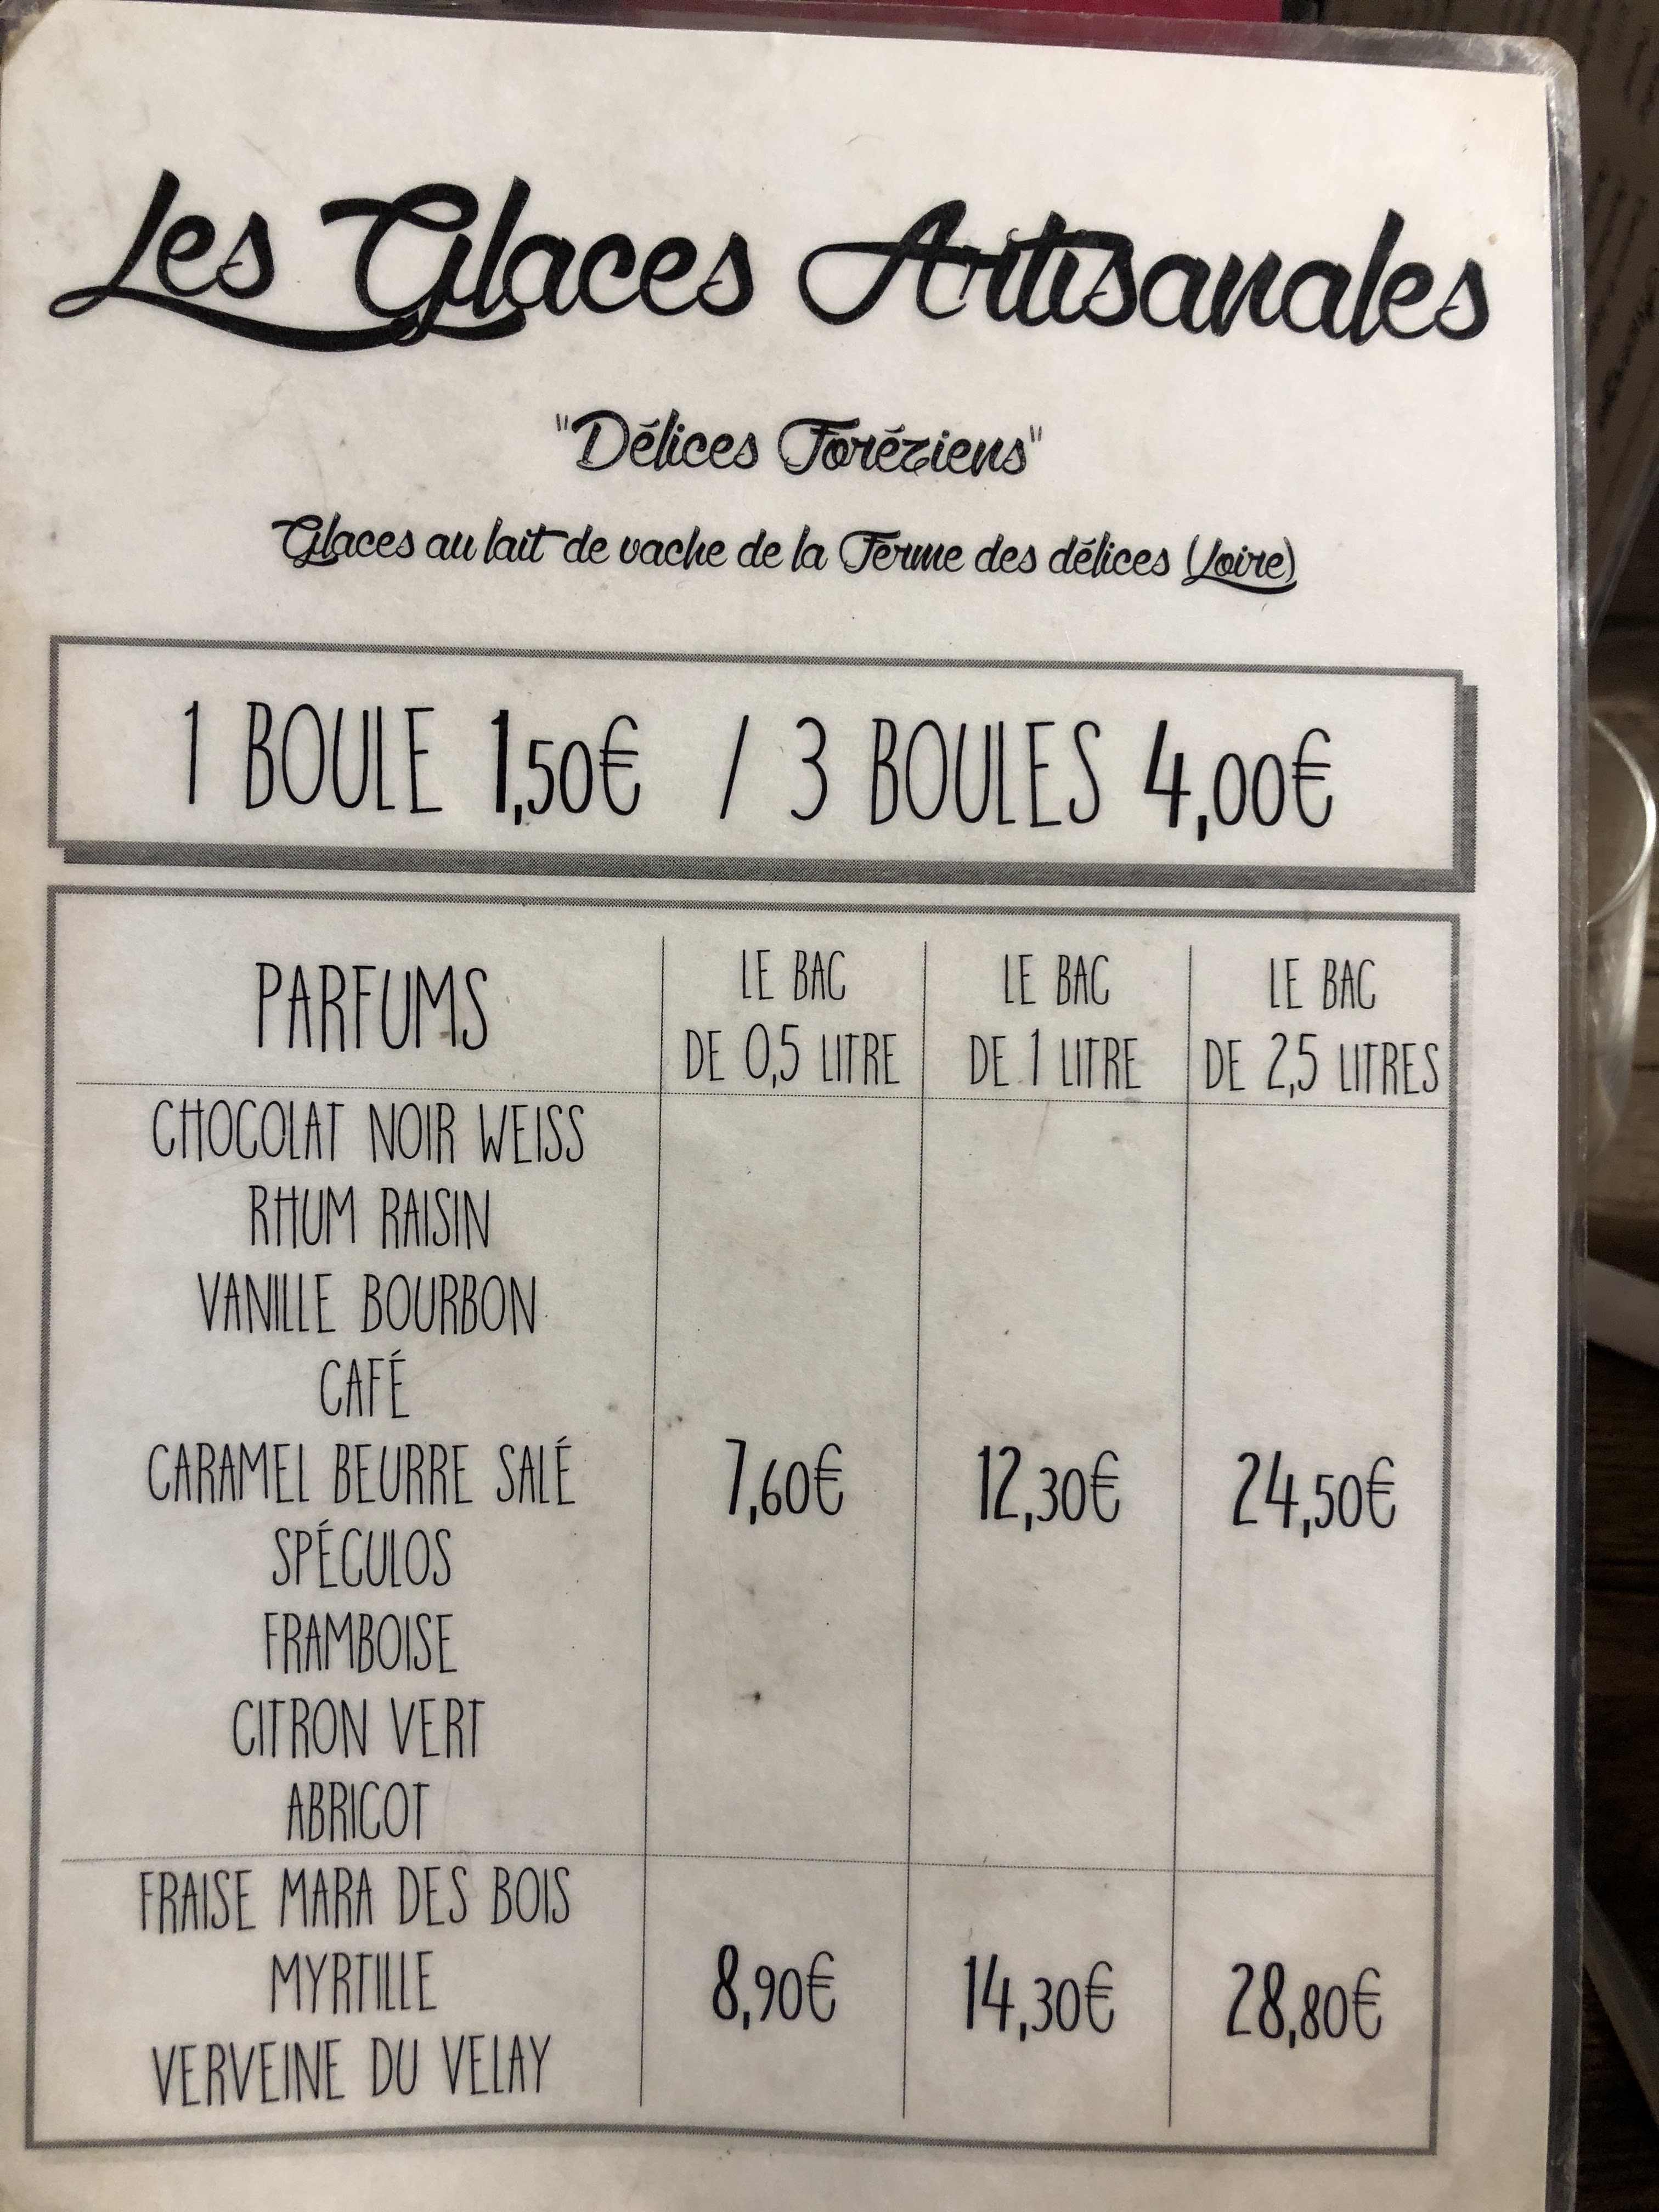 Les Glaces Artisanales
"Délices Foréziens"
Glaces au lait de vache de la Ferme des délices (Loire)
1 BOULE 1,50€ / 3 BOULES 4,00€
PARFUMS
LE BAC
DE 0,5 LITRE
LE BAC
DE 1 LITRE
LE BAC
DE 2,5 LITRES
CHOCOLAT NOIR WEISS
RHUM RAISIN
VANILLE BOURBON
CAFÉ
CARAMEL BEURRE SALÉ
SPÉCULOS
FRAMBOISE
CITRON VERT
ABRICOT
7,60€ 12,30€ 24,50€
FRAISE MARA DES BOIS
MYRTILLE
VERVEINE DU VELAY
8,90€ 14,30€ 28,80€